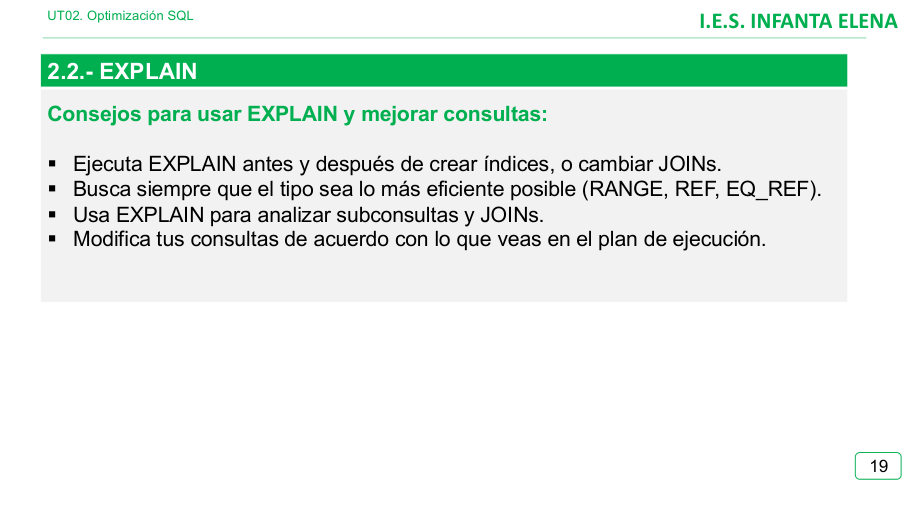 UT02. Optimización SQL
I.E.S. INFANTA ELENA
2.2.- EXPLAIN
Consejos para usar EXPLAIN y mejorar consultas:
▪ Ejecuta EXPLAIN antes y después de crear índices, o cambiar JOINs.
▪ Busca siempre que el tipo sea lo más eficiente posible (RANGE, REF, EQ_REF).
▪ Usa EXPLAIN para analizar subconsultas y JOINs.
▪ Modifica tus consultas de acuerdo con lo que veas en el plan de ejecución.
19